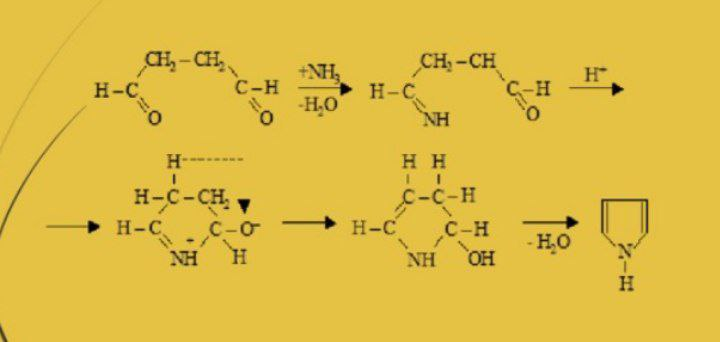 CH₂–CH₂ +NH₃ CH₂–CH H⁺
H–C C–H -H₂O H–C C–H
O O NH O
H H H
H–C–CH₂ C–C–H
H–C C–O⁻ H–C C–H - H₂O N
NH + H NH OH H